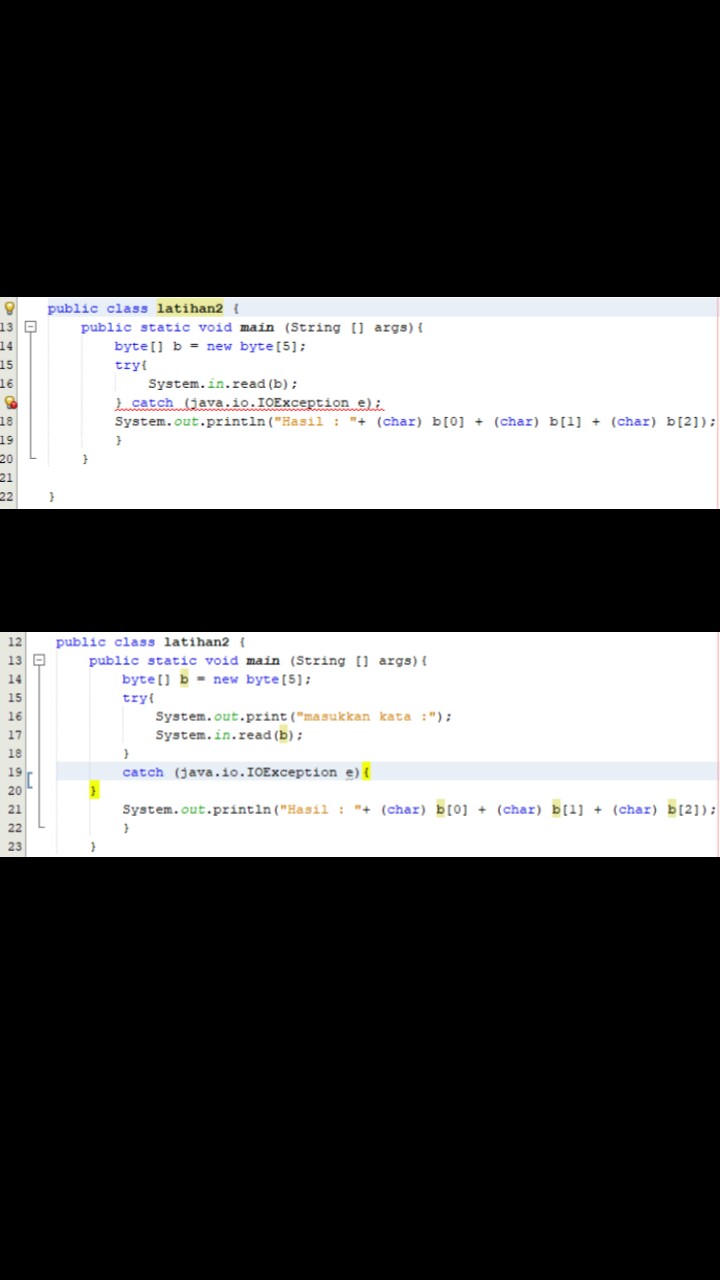 public class latihan2 {
13 public static void main (String [] args){
14 byte[] b = new byte[5];
15 try{
16 System.in.read(b);
} catch (java.io.IOException e);
18 System.out.println("Hasil : "+ (char) b[0] + (char) b[1] + (char) b[2]);
19 }
20 }
21
22 }
12 public class latihan2 {
13 public static void main (String [] args){
14 byte[] b = new byte[5];
15 try{
16 System.out.print("masukkan kata :");
17 System.in.read(b);
18 }
19 catch (java.io.IOException e){
20 }
21 System.out.println("Hasil : "+ (char) b[0] + (char) b[1] + (char) b[2]);
22 }
23 }